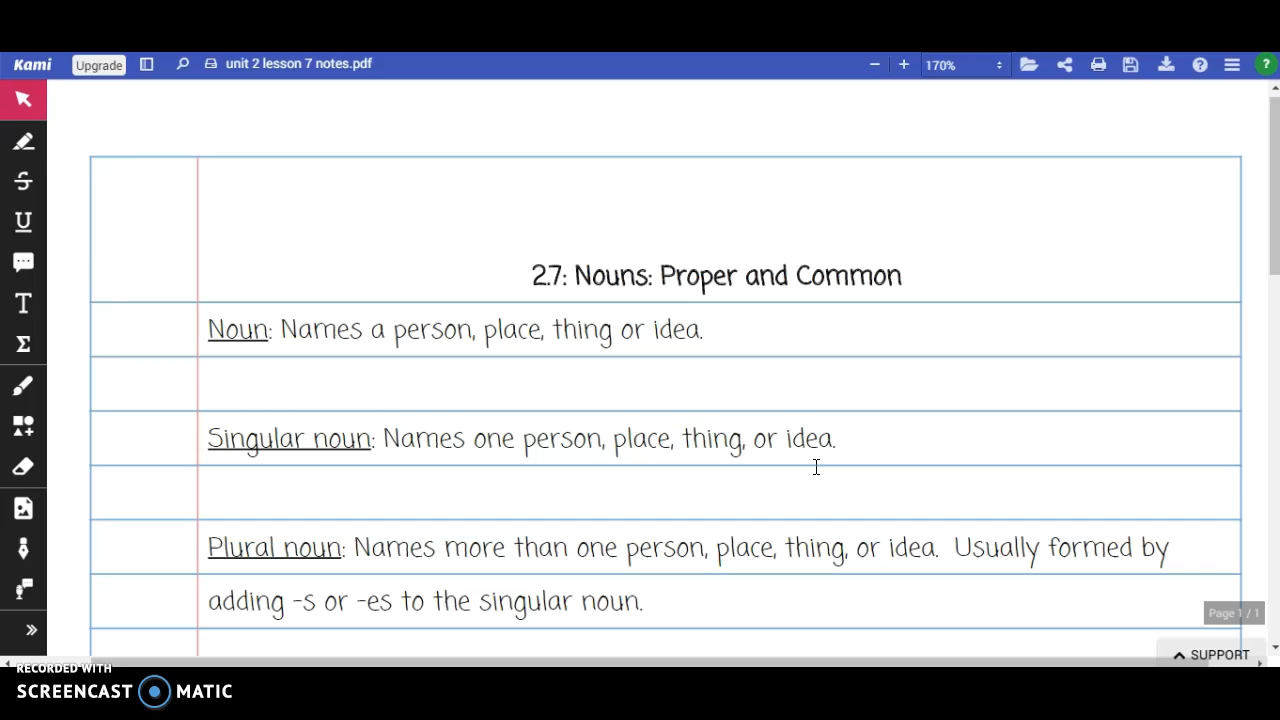 Kami Upgrade unit 2 lesson 7 notes.pdf 170% ?
2.7: Nouns: Proper and Common
Noun: Names a person, place, thing or idea.
Singular noun: Names one person, place, thing, or idea.
Plural noun: Names more than one person, place, thing, or idea. Usually formed by
adding -s or -es to the singular noun.
Page 1 / 1
SUPPORT
RECORDED WITH
SCREENCAST MATIC